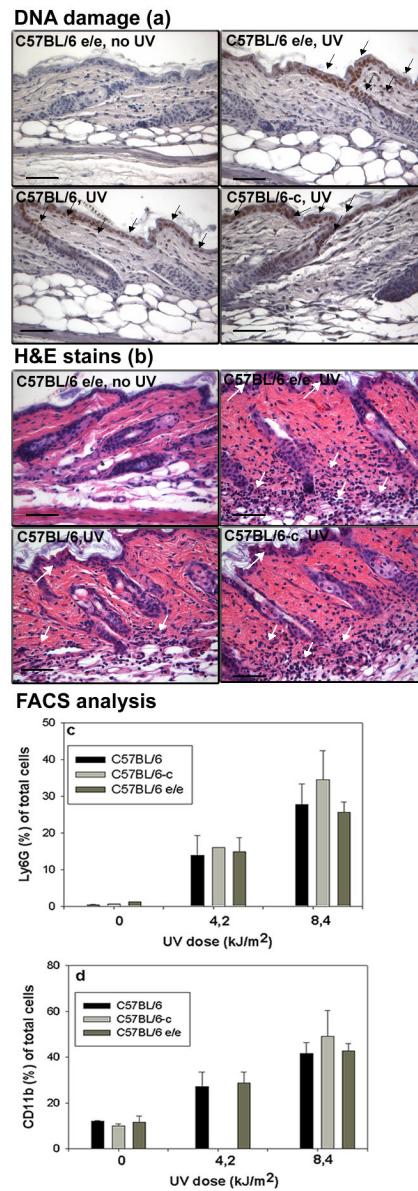 DNA damage (a)
C57BL/6 e/e, no UV
C57BL/6 e/e, UV
C57BL/6, UV
C57BL/6-c, UV
H&E stains (b)
C57BL/6 e/e, no UV
C57BL/6 e/e, UV
C57BL/6,UV
C57BL/6-c, UV
FACS analysis
c
C57BL/6
C57BL/6-c
C57BL/6 e/e
Ly6G (%) of total cells
50
40
30
20
10
0
0
4,2
8,4
UV dose (kJ/m²)
d
C57BL/6
C57BL/6-c
C57BL/6 e/e
CD11b (%) of total cells
80
60
40
20
0
0
4,2
8,4
UV dose (kJ/m²)